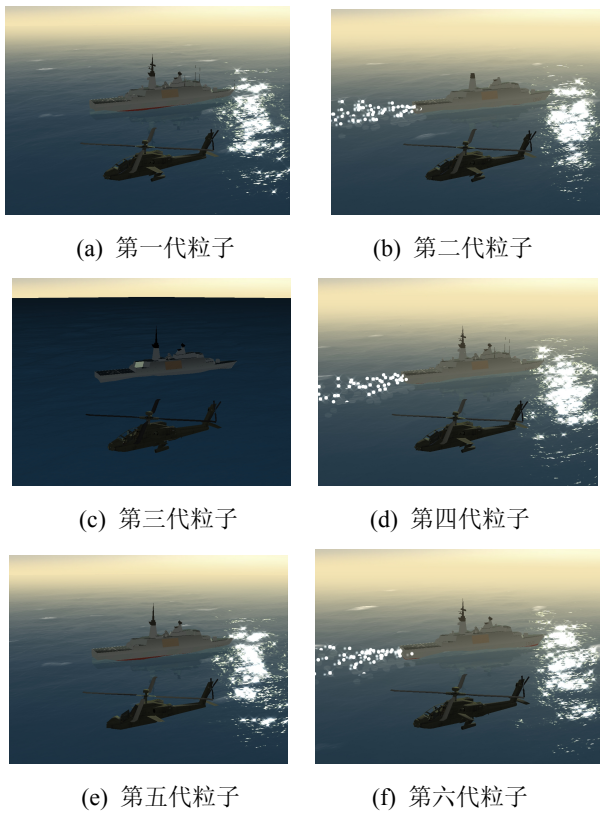 (a) 第一代粒子
(b) 第二代粒子
(c) 第三代粒子
(d) 第四代粒子
(e) 第五代粒子
(f) 第六代粒子